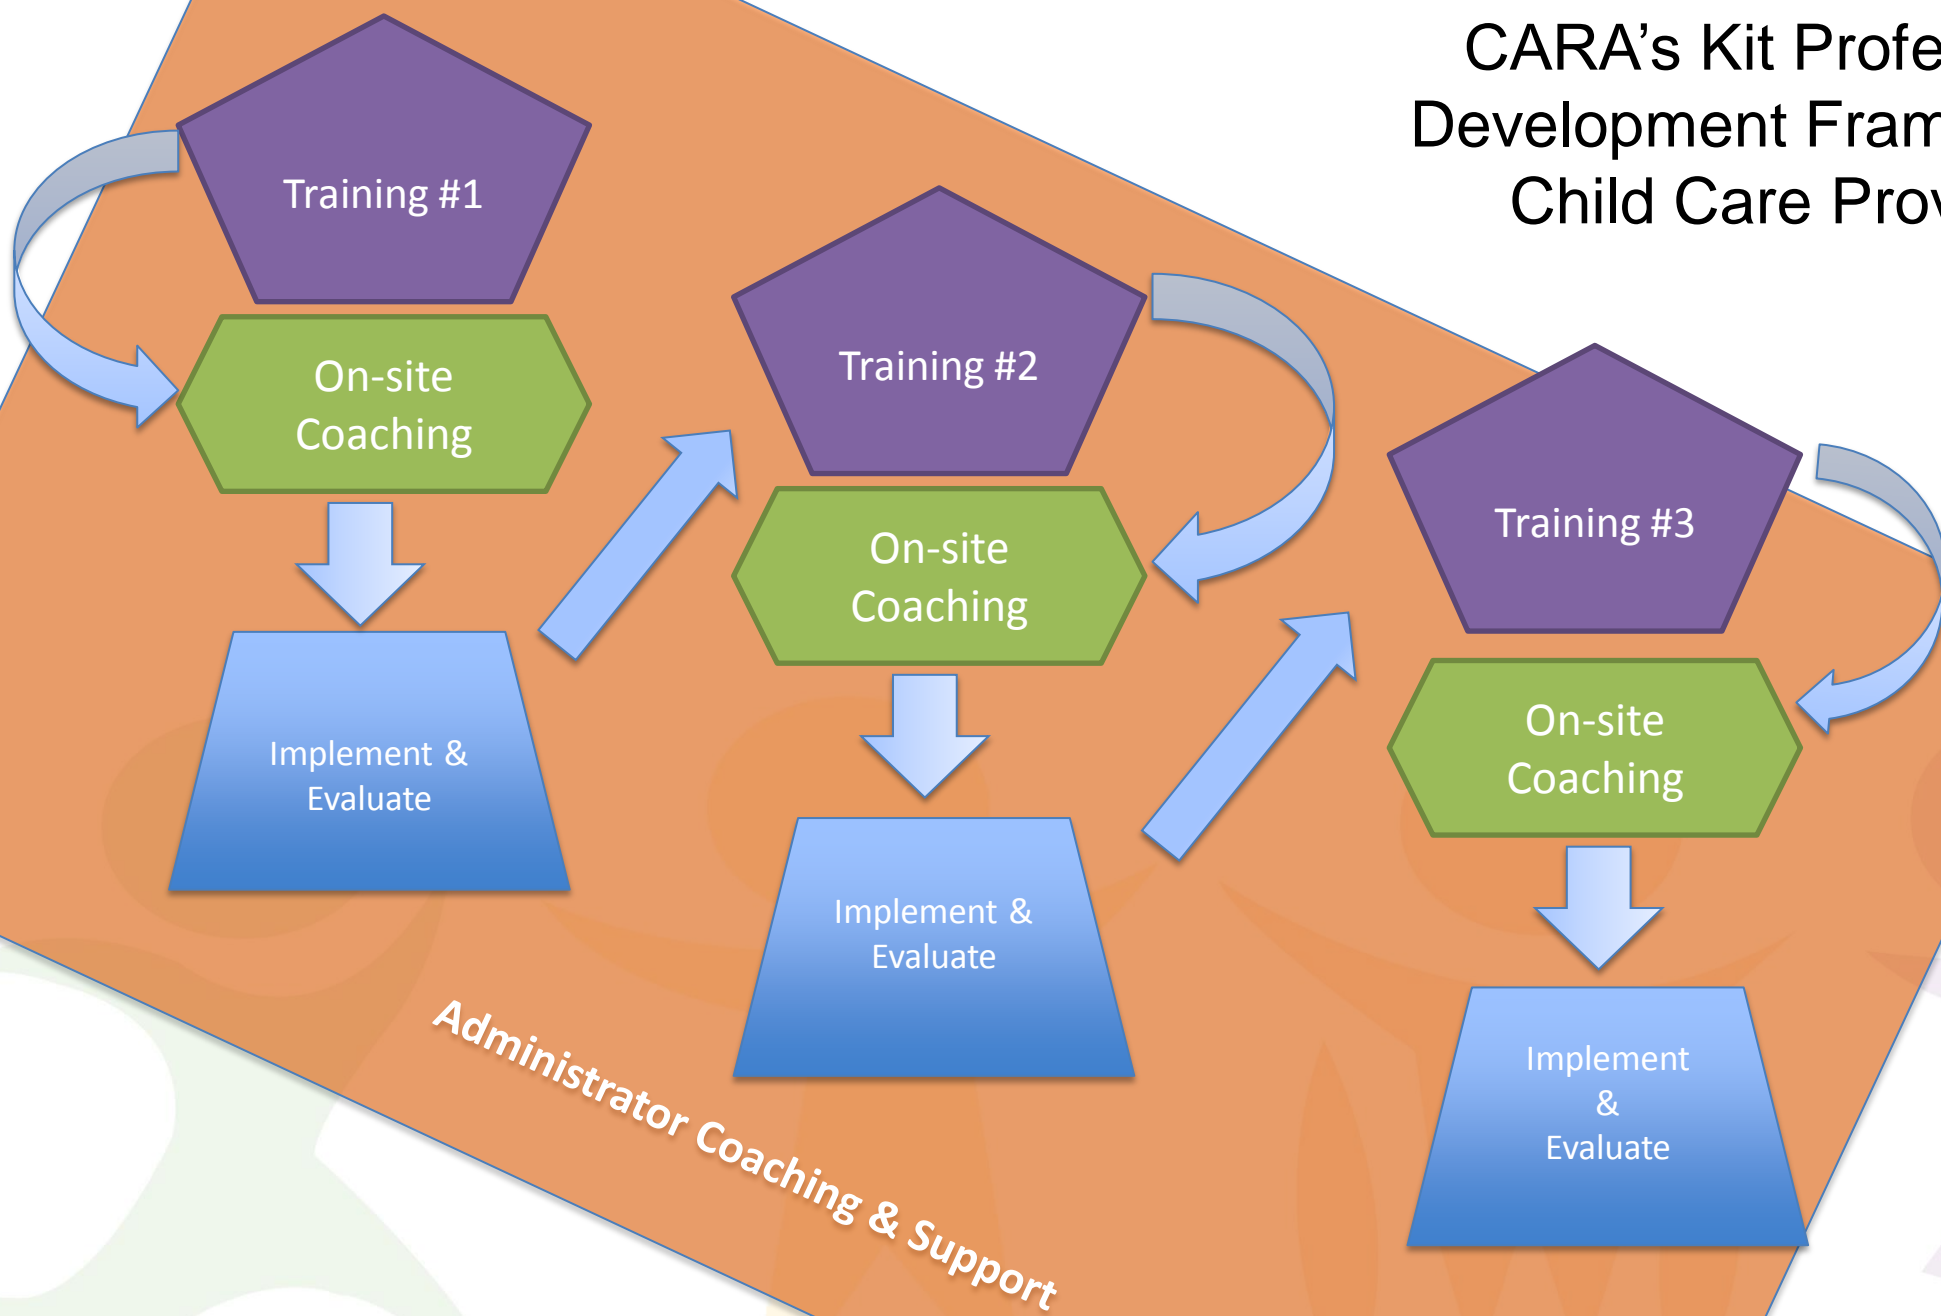 CARA’s Kit Profe
Development Fram
Child Care Prov
Training #1
On-site
Coaching
Implement &
Evaluate
Training #2
On-site
Coaching
Implement &
Evaluate
Training #3
On-site
Coaching
Implement
&
Evaluate
Administrator Coaching & Support